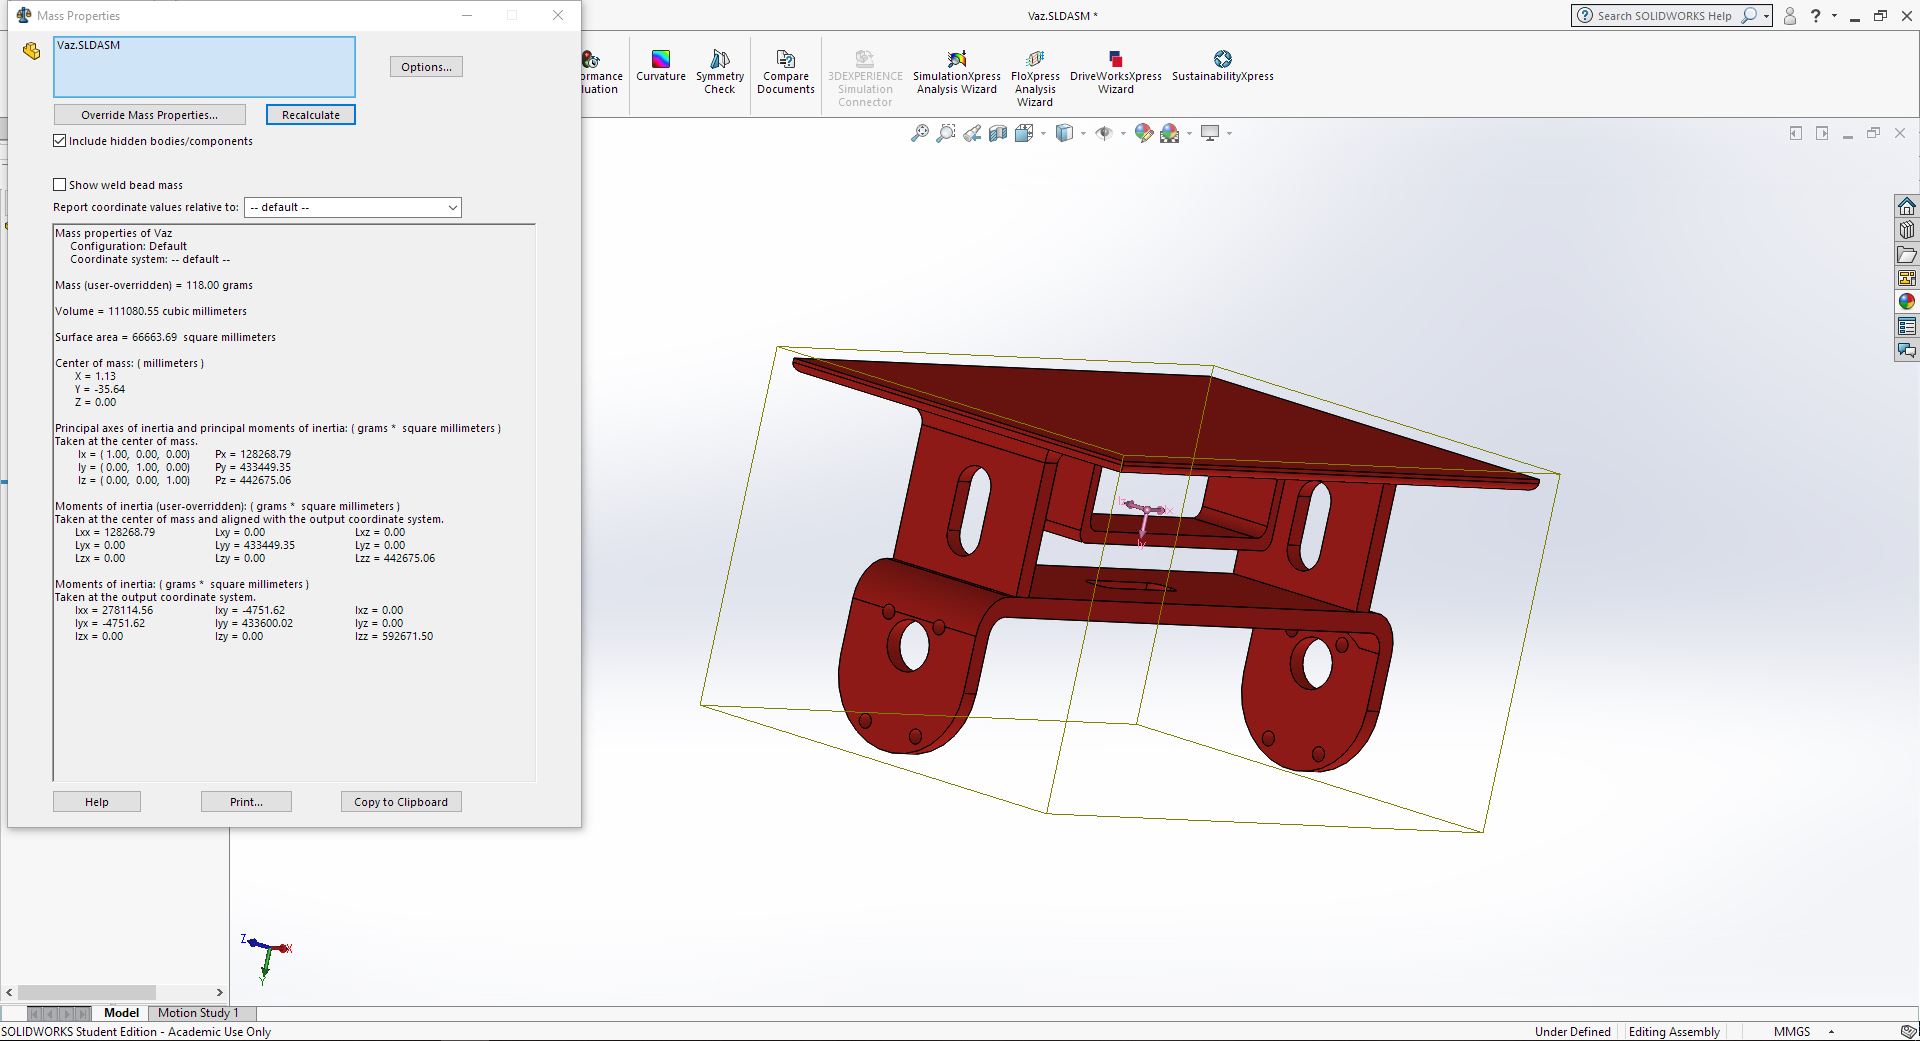 Mass Properties
Vaz.SLDASM *
Search SOLIDWORKS Help
Vaz.SLDASM
Options...
Override Mass Properties...
Recalculate
Include hidden bodies/components
Show weld bead mass
Report coordinate values relative to:
-- default --
Curvature
Symmetry
Check
Compare
Documents
3DEXPERIENCE
Simulation
Connector
SimulationXpress
Analysis Wizard
FloXpress
Analysis
Wizard
DriveWorksXpress
Wizard
SustainabilityXpress
Mass properties of Vaz
Configuration: Default
Coordinate system: -- default --
Mass (user-overridden) = 118.00 grams
Volume = 111080.55 cubic millimeters
Surface area = 66663.69 square millimeters
Center of mass: ( millimeters )
X = 1.13
Y = -35.64
Z = 0.00
Principal axes of inertia and principal moments of inertia: ( grams * square millimeters )
Taken at the center of mass.
Ix = ( 1.00, 0.00, 0.00) Px = 128268.79
Iy = ( 0.00, 1.00, 0.00) Py = 433449.35
Iz = ( 0.00, 0.00, 1.00) Pz = 442675.06
Moments of inertia (user-overridden): ( grams * square millimeters )
Taken at the center of mass and aligned with the output coordinate system.
Lxx = 128268.79 Lxy = 0.00 Lxz = 0.00
Lyx = 0.00 Lyy = 433449.35 Lyz = 0.00
Lzx = 0.00 Lzy = 0.00 Lzz = 442675.06
Moments of inertia: ( grams * square millimeters )
Taken at the output coordinate system.
Ixx = 278114.56 Ixy = -4751.62 Ixz = 0.00
Iyx = -4751.62 Iyy = 433600.02 Iyz = 0.00
Izx = 0.00 Izy = 0.00 Izz = 592671.50
Help
Print...
Copy to Clipboard
Iy
Z
X
Y
Model
Motion Study 1
SOLIDWORKS Student Edition - Academic Use Only
Under Defined
Editing Assembly
MMGS